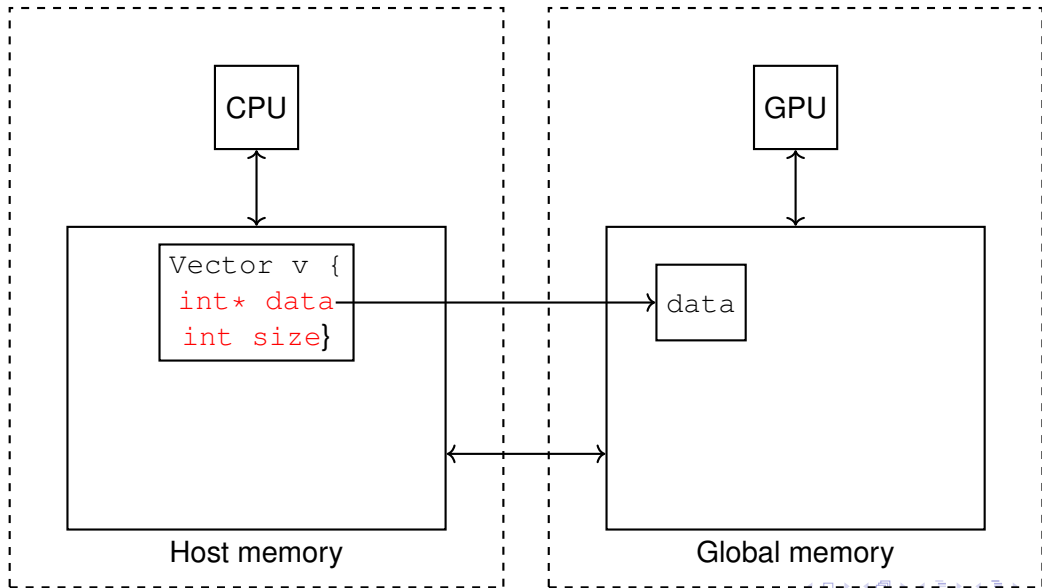 CPU
GPU
Vector v {
int* data
int size}
data
Host memory
Global memory